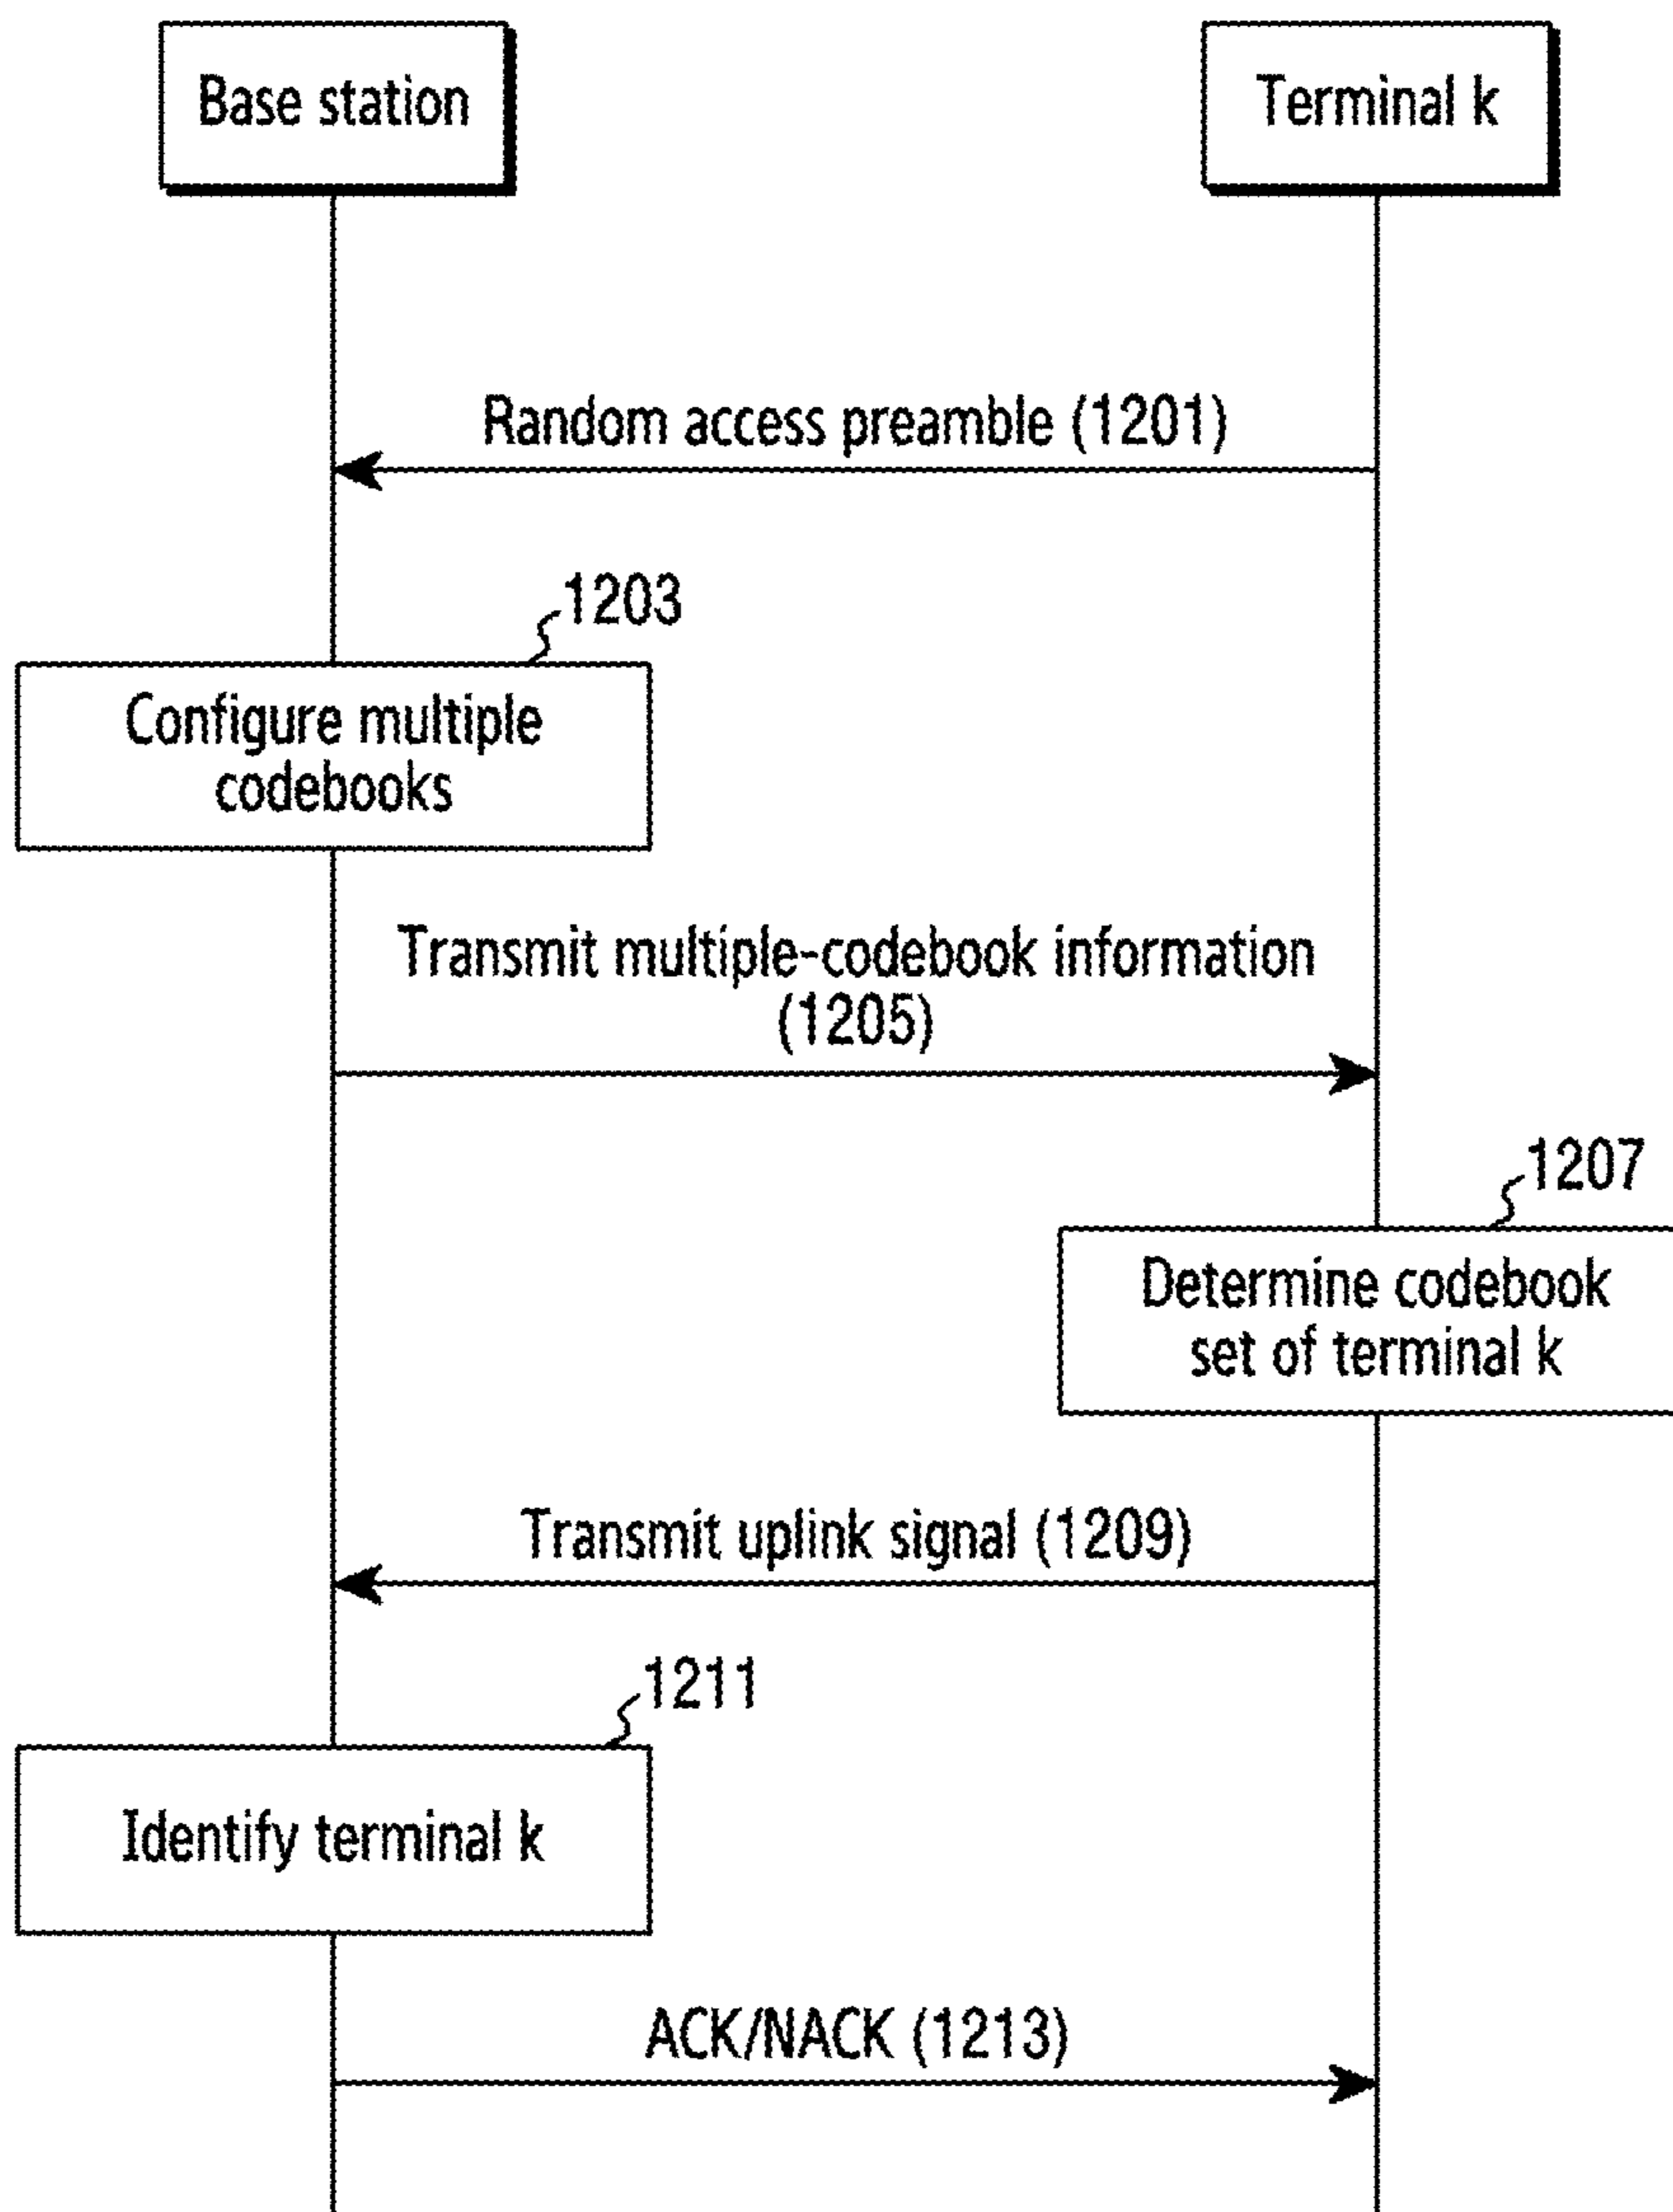 Base station
Terminal k
Random access preamble (1201)
1203
Configure multiple
codebooks
Transmit multiple-codebook information
(1205)
1207
Determine codebook
set of terminal k
Transmit uplink signal (1209)
1211
Identify terminal k
ACK/NACK (1213)